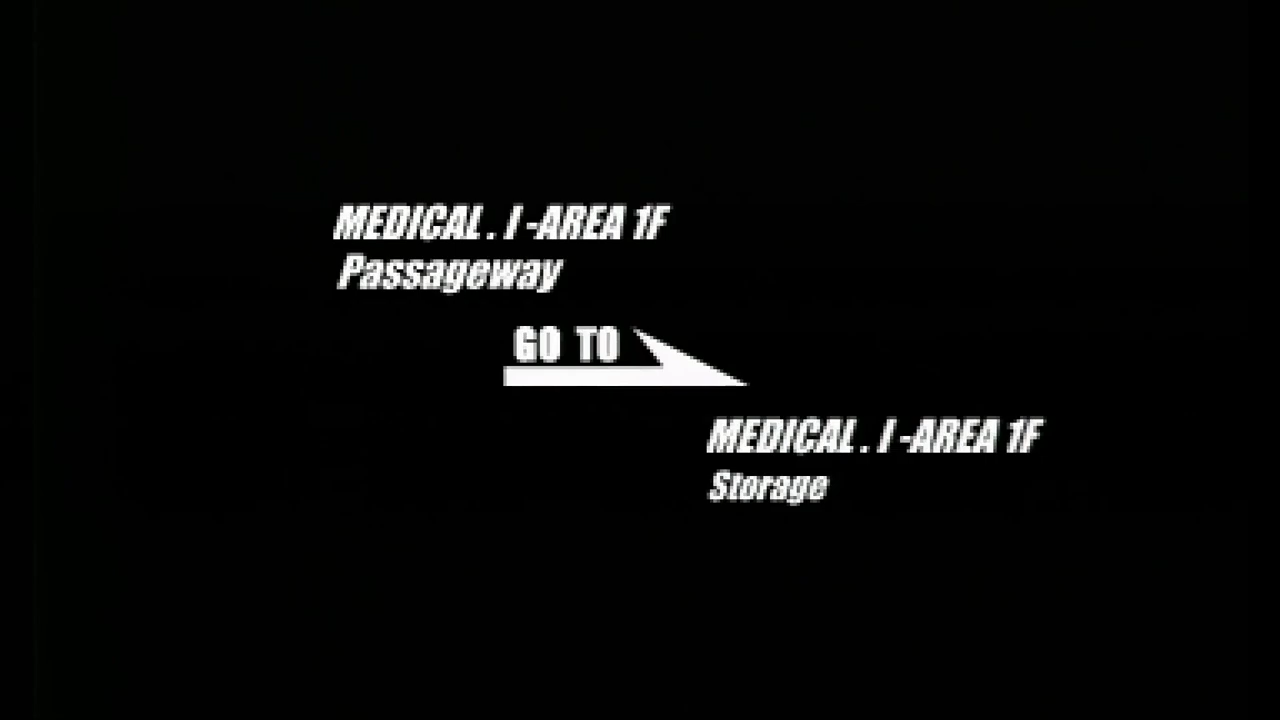 MEDICAL . I -AREA 1F
Passageway
GO TO
MEDICAL . I -AREA 1F
Storage